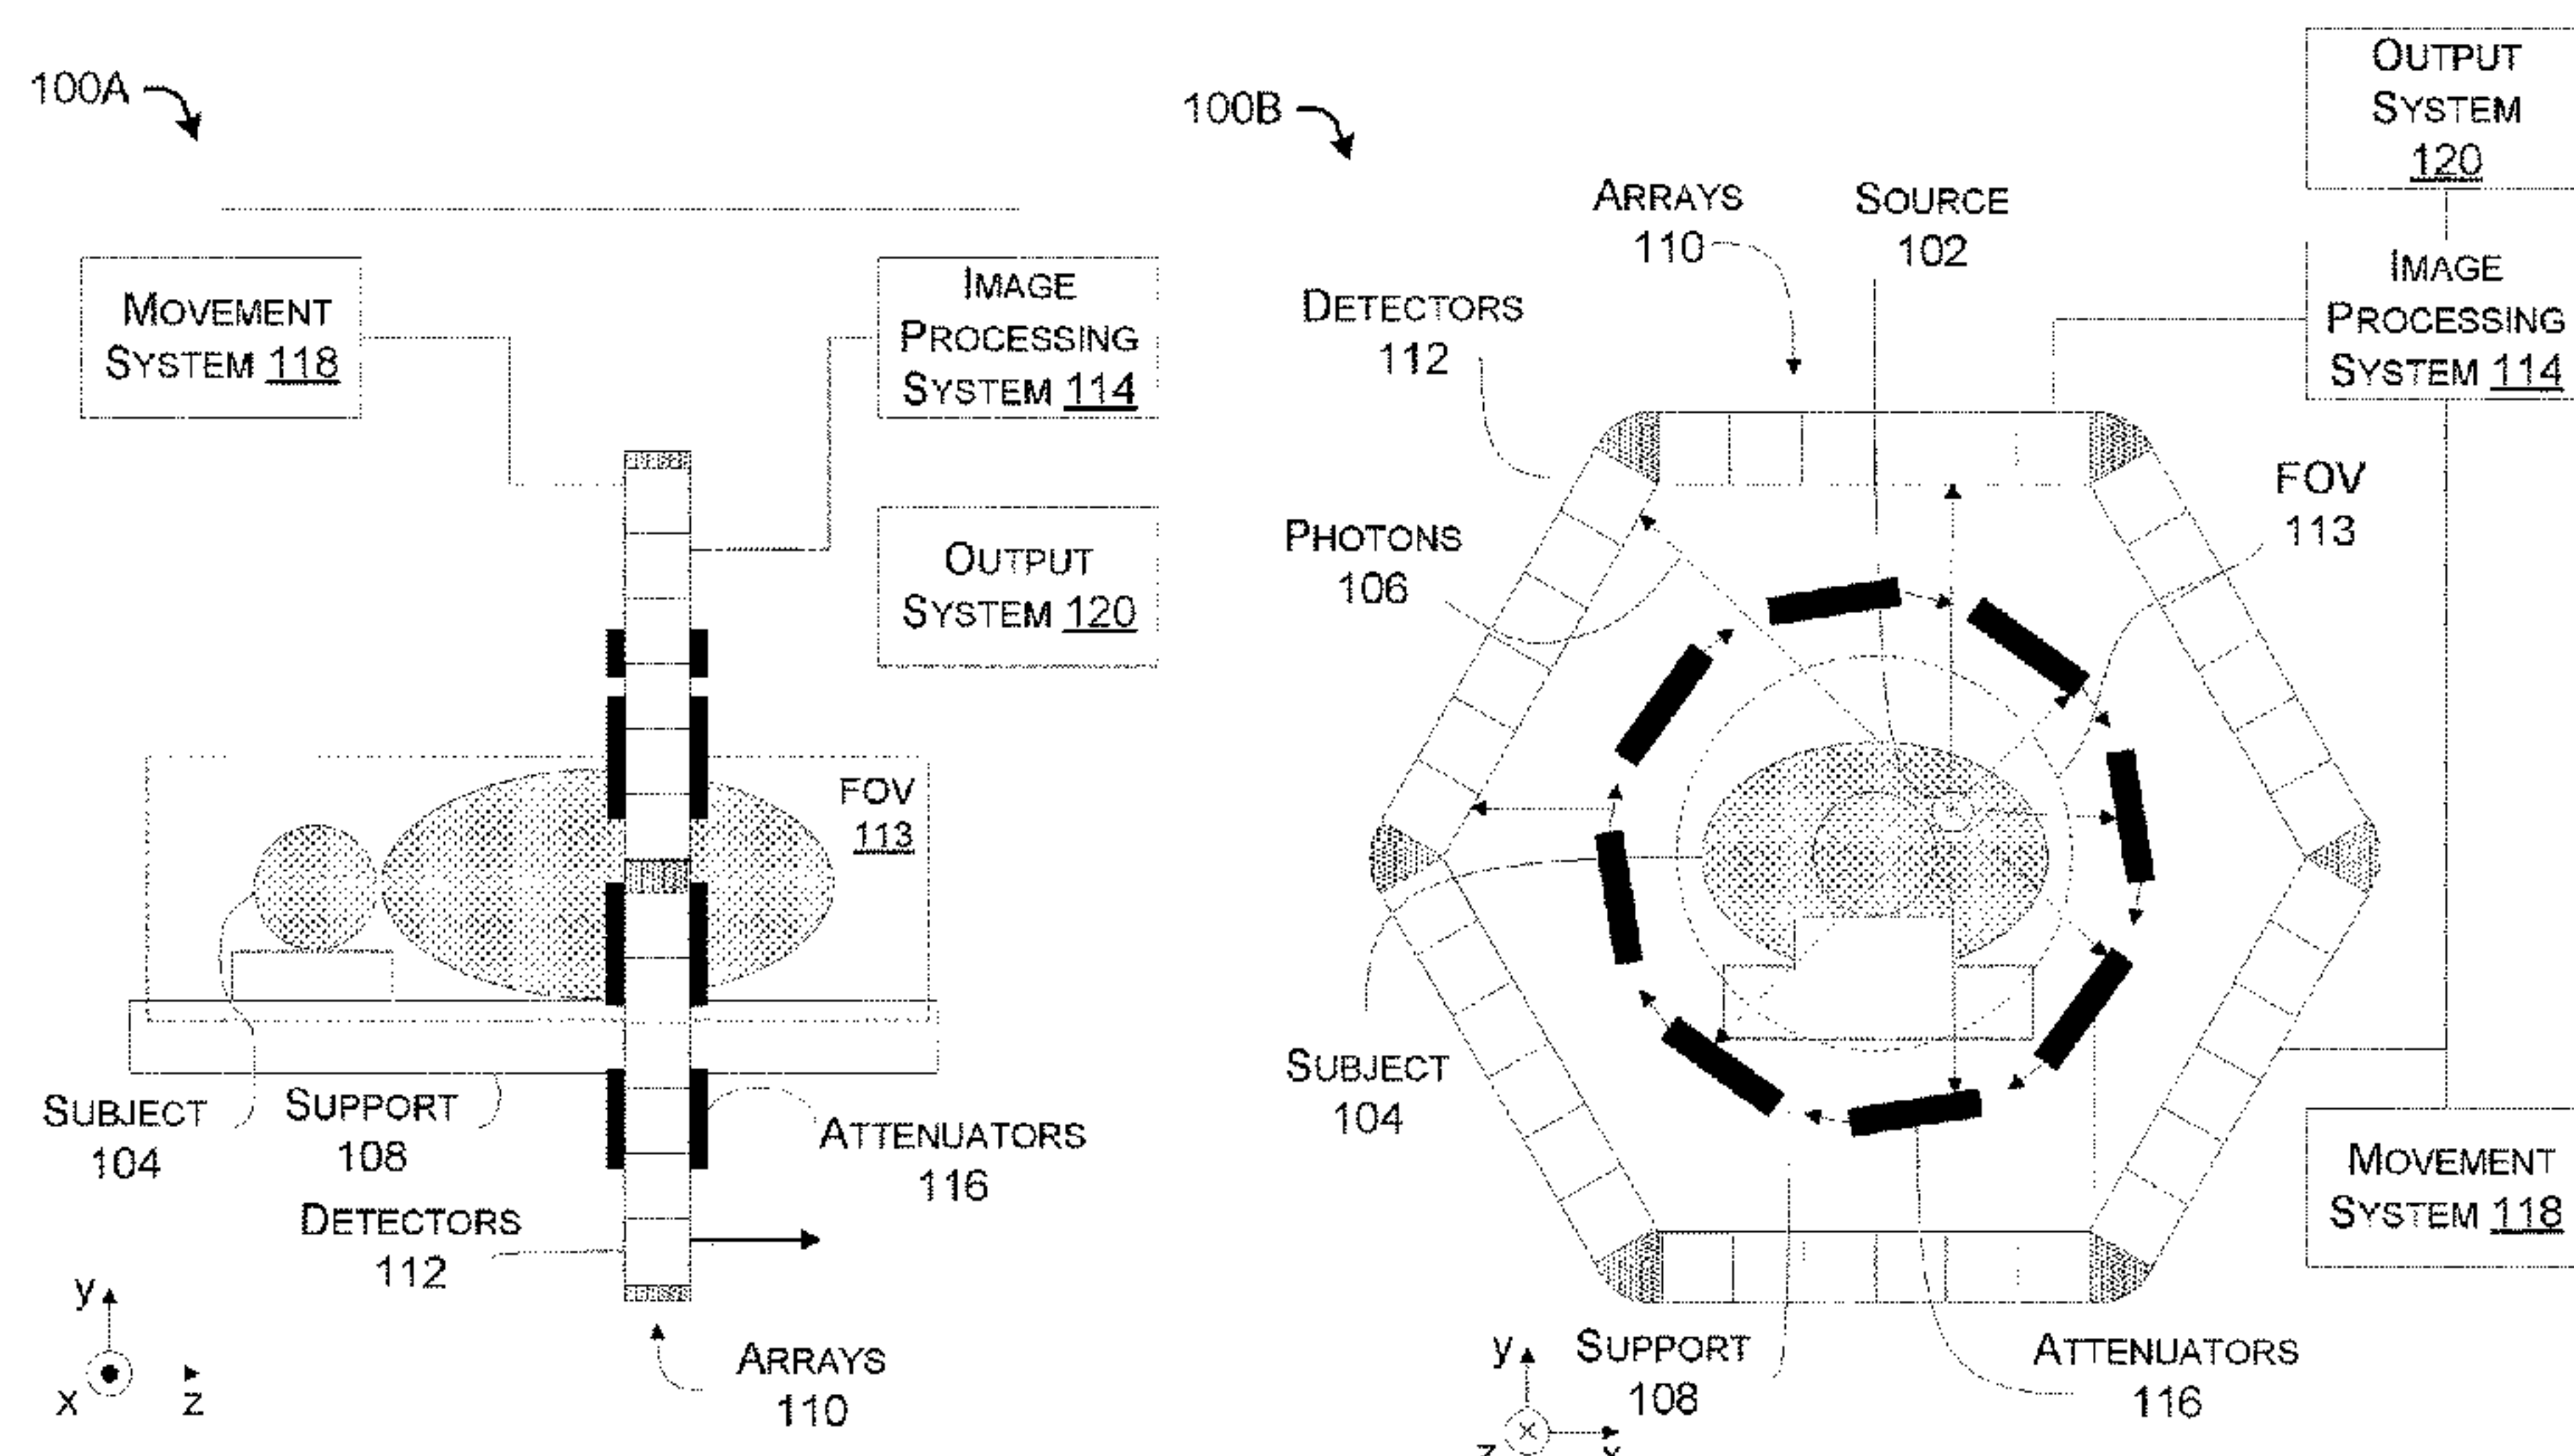 100A
MOVEMENT
SYSTEM 118
IMAGE
PROCESSING
SYSTEM 114
OUTPUT
SYSTEM 120
FOV
113
SUBJECT
104
SUPPORT
108
ATTENUATORS
116
DETECTORS
112
ARRAYS
110
y
x
z
100B
OUTPUT
SYSTEM
120
ARRAYS
110
SOURCE
102
IMAGE
PROCESSING
SYSTEM 114
DETECTORS
112
FOV
113
PHOTONS
106
SUBJECT
104
MOVEMENT
SYSTEM 118
SUPPORT
108
ATTENUATORS
116
y
z
x